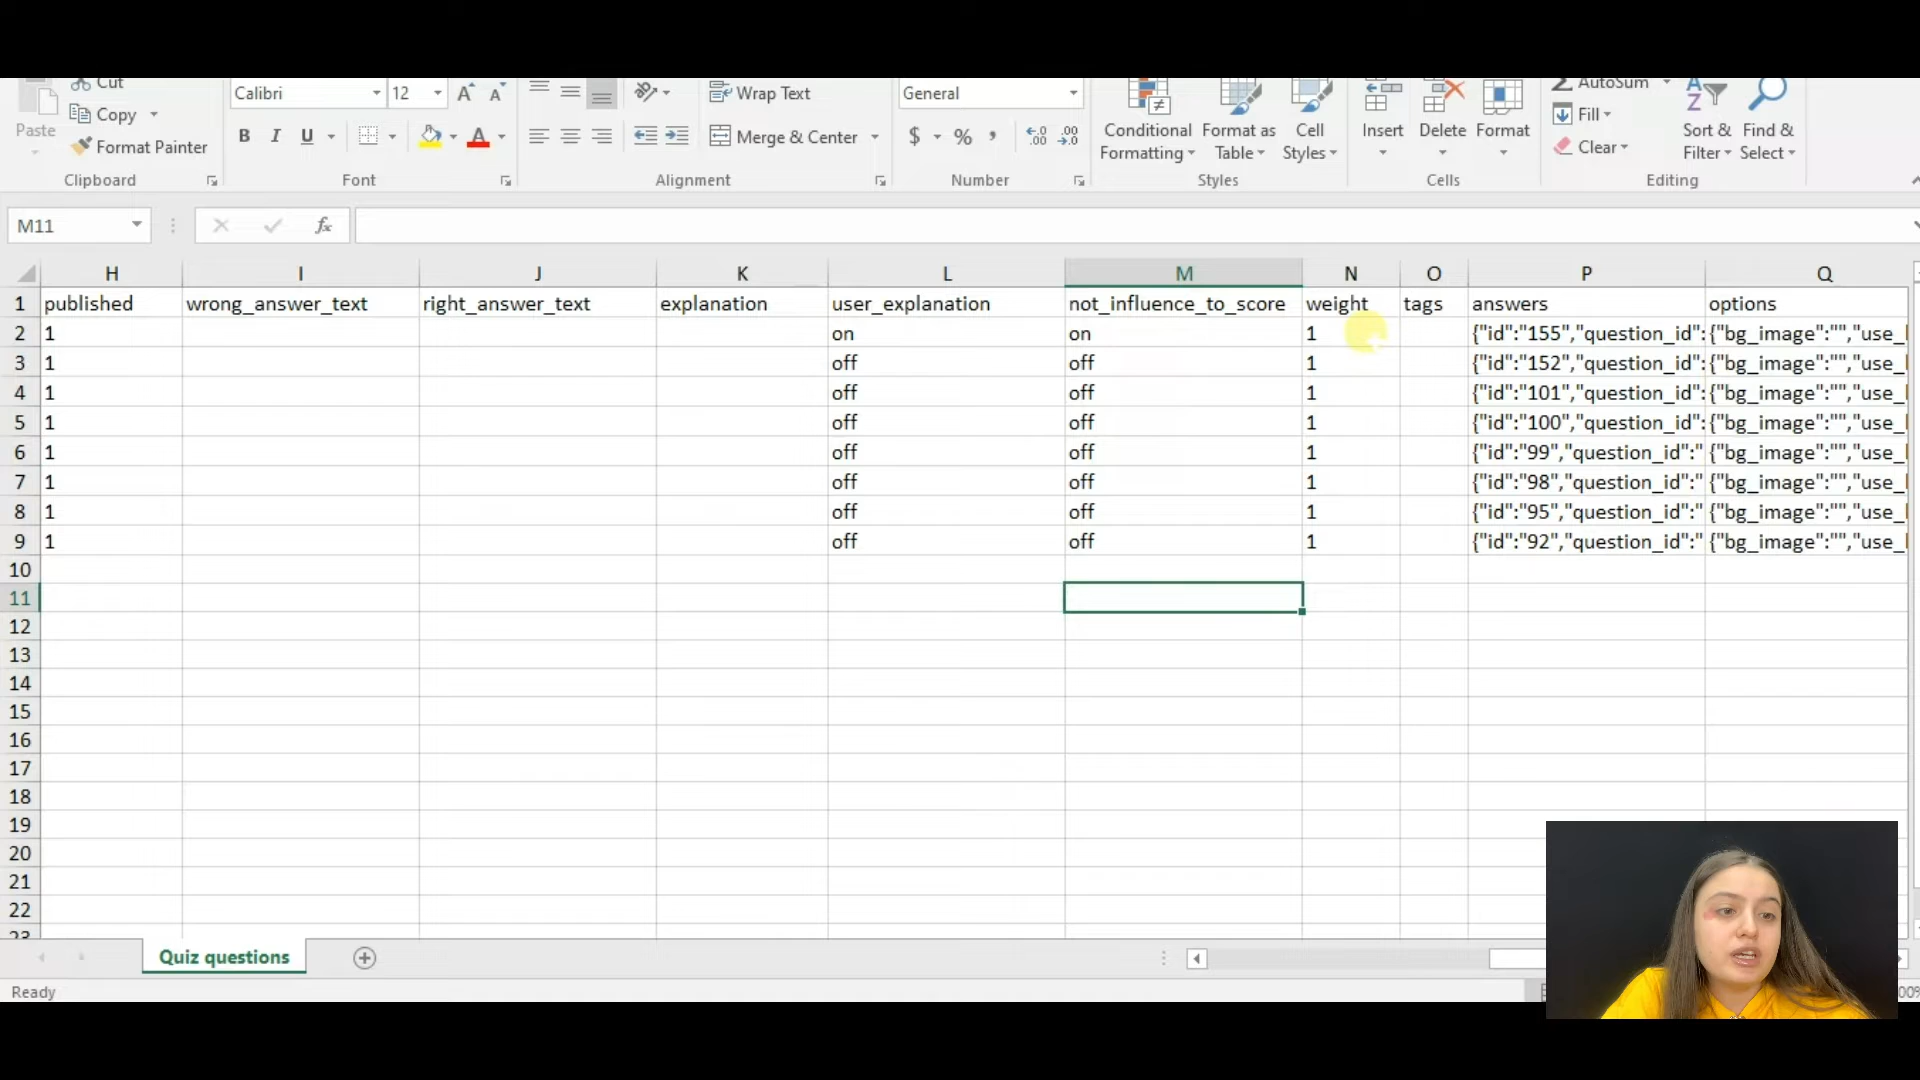 Cut
Calibri 12 Wrap Text General AutoSum
Copy Fill
Paste Format Painter B I U Merge & Center $ % Conditional Formatting Format as Table Cell Styles Insert Delete Format Clear Sort & Filter Find & Select
Clipboard Font Alignment Number Styles Cells Editing
M11 fx
H I J K L M N O P Q
1 published wrong_answer_text right_answer_text explanation user_explanation not_influence_to_score weight tags answers options
2 1 on on 1 {"id":"155","question_id": {"bg_image":"","use_
3 1 off off 1 {"id":"152","question_id": {"bg_image":"","use_
4 1 off off 1 {"id":"101","question_id": {"bg_image":"","use_
5 1 off off 1 {"id":"100","question_id": {"bg_image":"","use_
6 1 off off 1 {"id":"99","question_id":" {"bg_image":"","use_
7 1 off off 1 {"id":"98","question_id":" {"bg_image":"","use_
8 1 off off 1 {"id":"95","question_id":" {"bg_image":"","use_
9 1 off off 1 {"id":"92","question_id":" {"bg_image":"","use_
10
11
12
13
14
15
16
17
18
19
20
21
22
23
Quiz questions
Ready